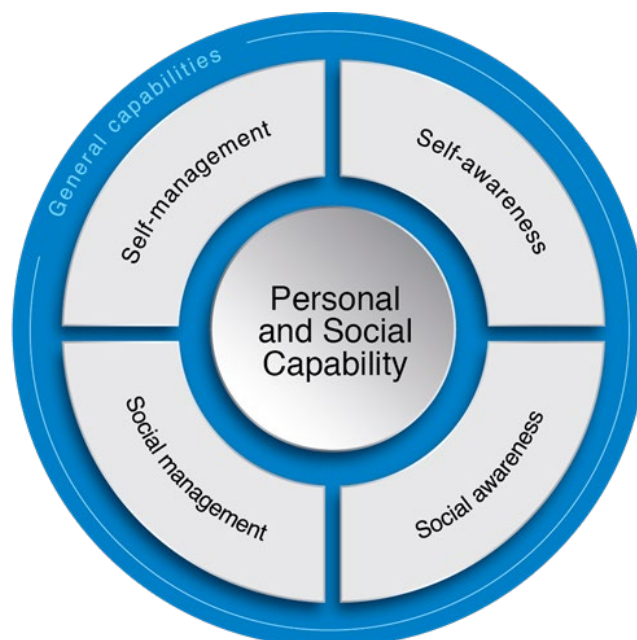 General capabilities
Self-management
Self-awareness
Personal
and Social
Capability
Social management
Social awareness